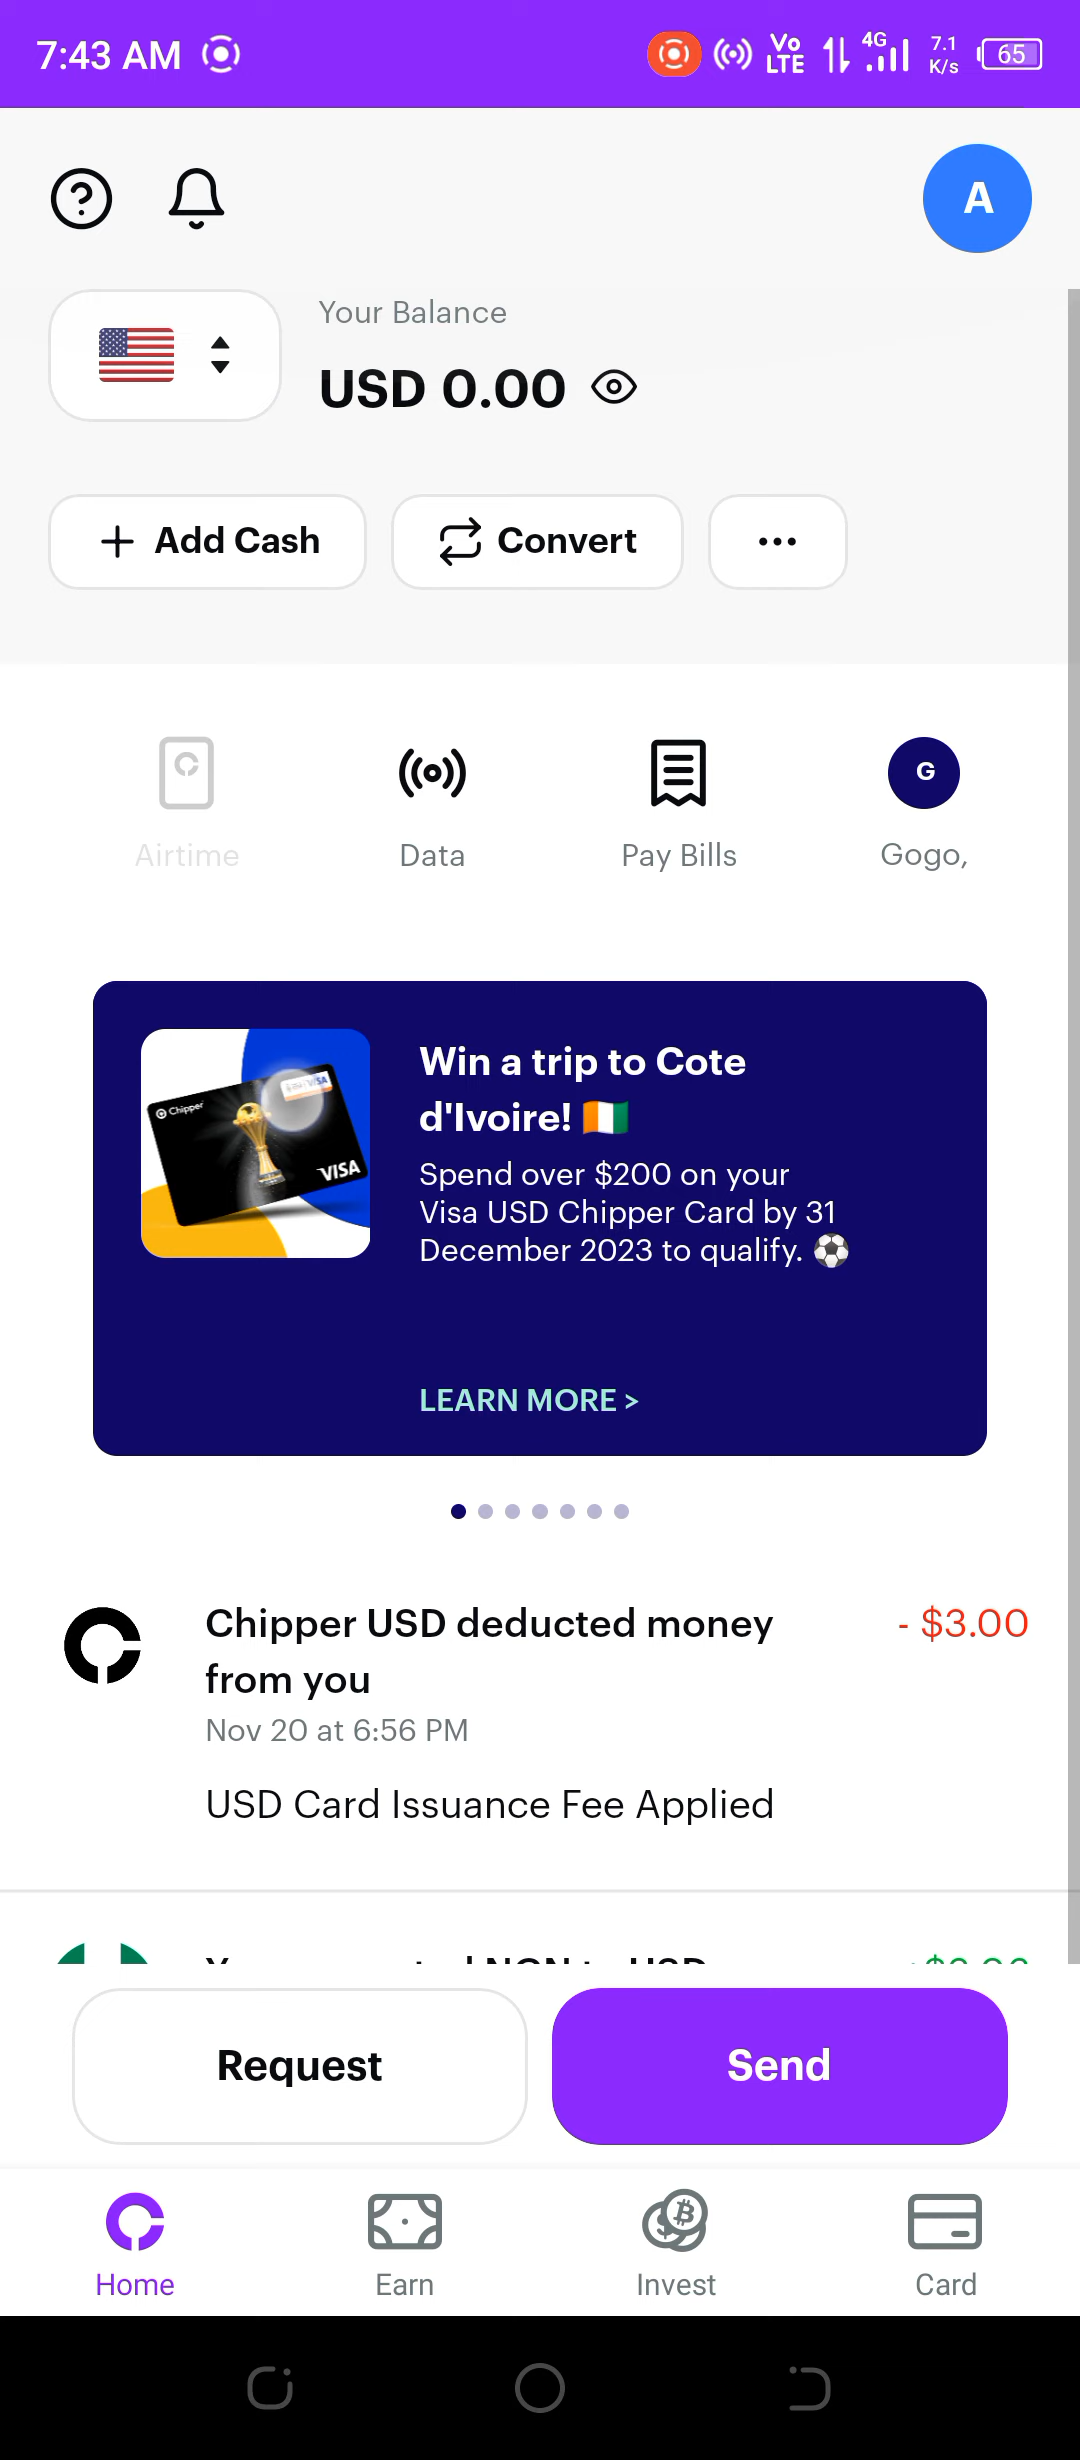 7:43 AM
Vo
LTE
4G
7.1
K/s
65
A
Your Balance
USD 0.00
Add Cash
Convert
Airtime
Data
Pay Bills
G
Gogo,
Chipper
VISA
Win a trip to Cote
d'Ivoire! 🇨🇮
Spend over $200 on your
Visa USD Chipper Card by 31
December 2023 to qualify. ⚽
LEARN MORE >
Chipper USD deducted money
from you
- $3.00
Nov 20 at 6:56 PM
USD Card Issuance Fee Applied
Request
Send
Home
Earn
Invest
Card